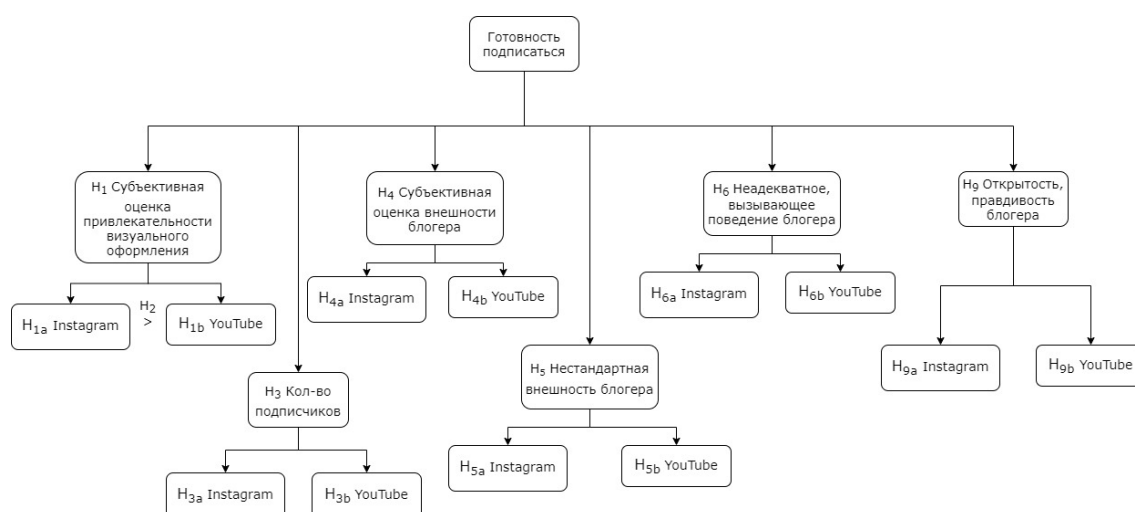 Готовность
подписаться
H1 Субъективная
оценка
привлекательности
визуального
оформления
H4 Субъективная
оценка внешности
блогера
H6 Неадекватное,
вызывающее
поведение блогера
H9 Открытость,
правдивость
блогера
H1a Instagram
H2
>
H1b YouTube
H4a Instagram
H4b YouTube
H6a Instagram
H6b YouTube
H3 Кол-во
подписчиков
H5 Нестандартная
внешность блогера
H9a Instagram
H9b YouTube
H3a Instagram
H3b YouTube
H5a Instagram
H5b YouTube